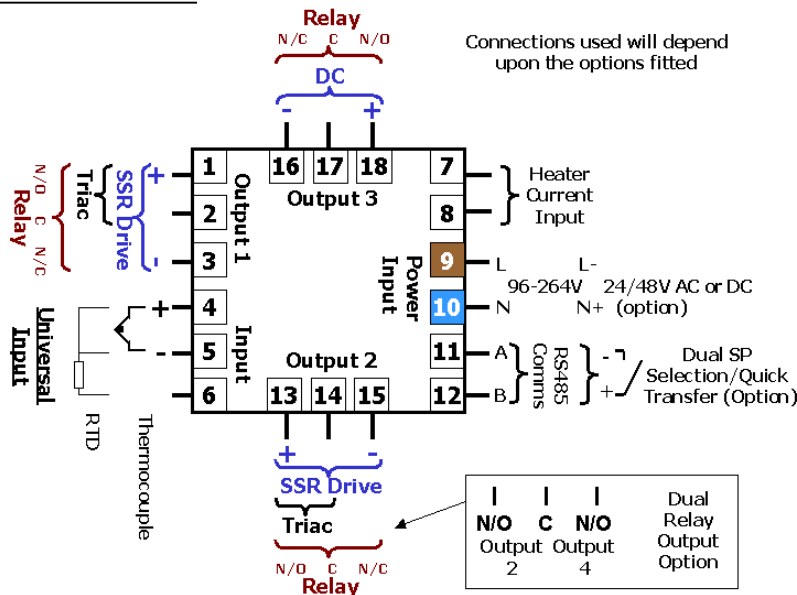 Relay
N/C C N/O
DC
- +
Connections used will depend
upon the options fitted
16 17 18
Output 3
1
2
3
Output 1
+
-
SSR Drive
Triac
N/O C N/C
Relay
4
5
6
Input
+
-
Universal
Input
RTD
Thermocouple
7
8
Heater
Current
Input
9
10
Power
Input
L L-
96-264V 24/48V AC or DC
N N+ (option)
11 A
12 B
RS485
Comms
-
+
Dual SP
Selection/Quick
Transfer (Option)
Output 2
13 14 15
+ -
SSR Drive
Triac
N/O C N/C
Relay
N/O C N/O
Output Output
2 4
Dual
Relay
Output
Option